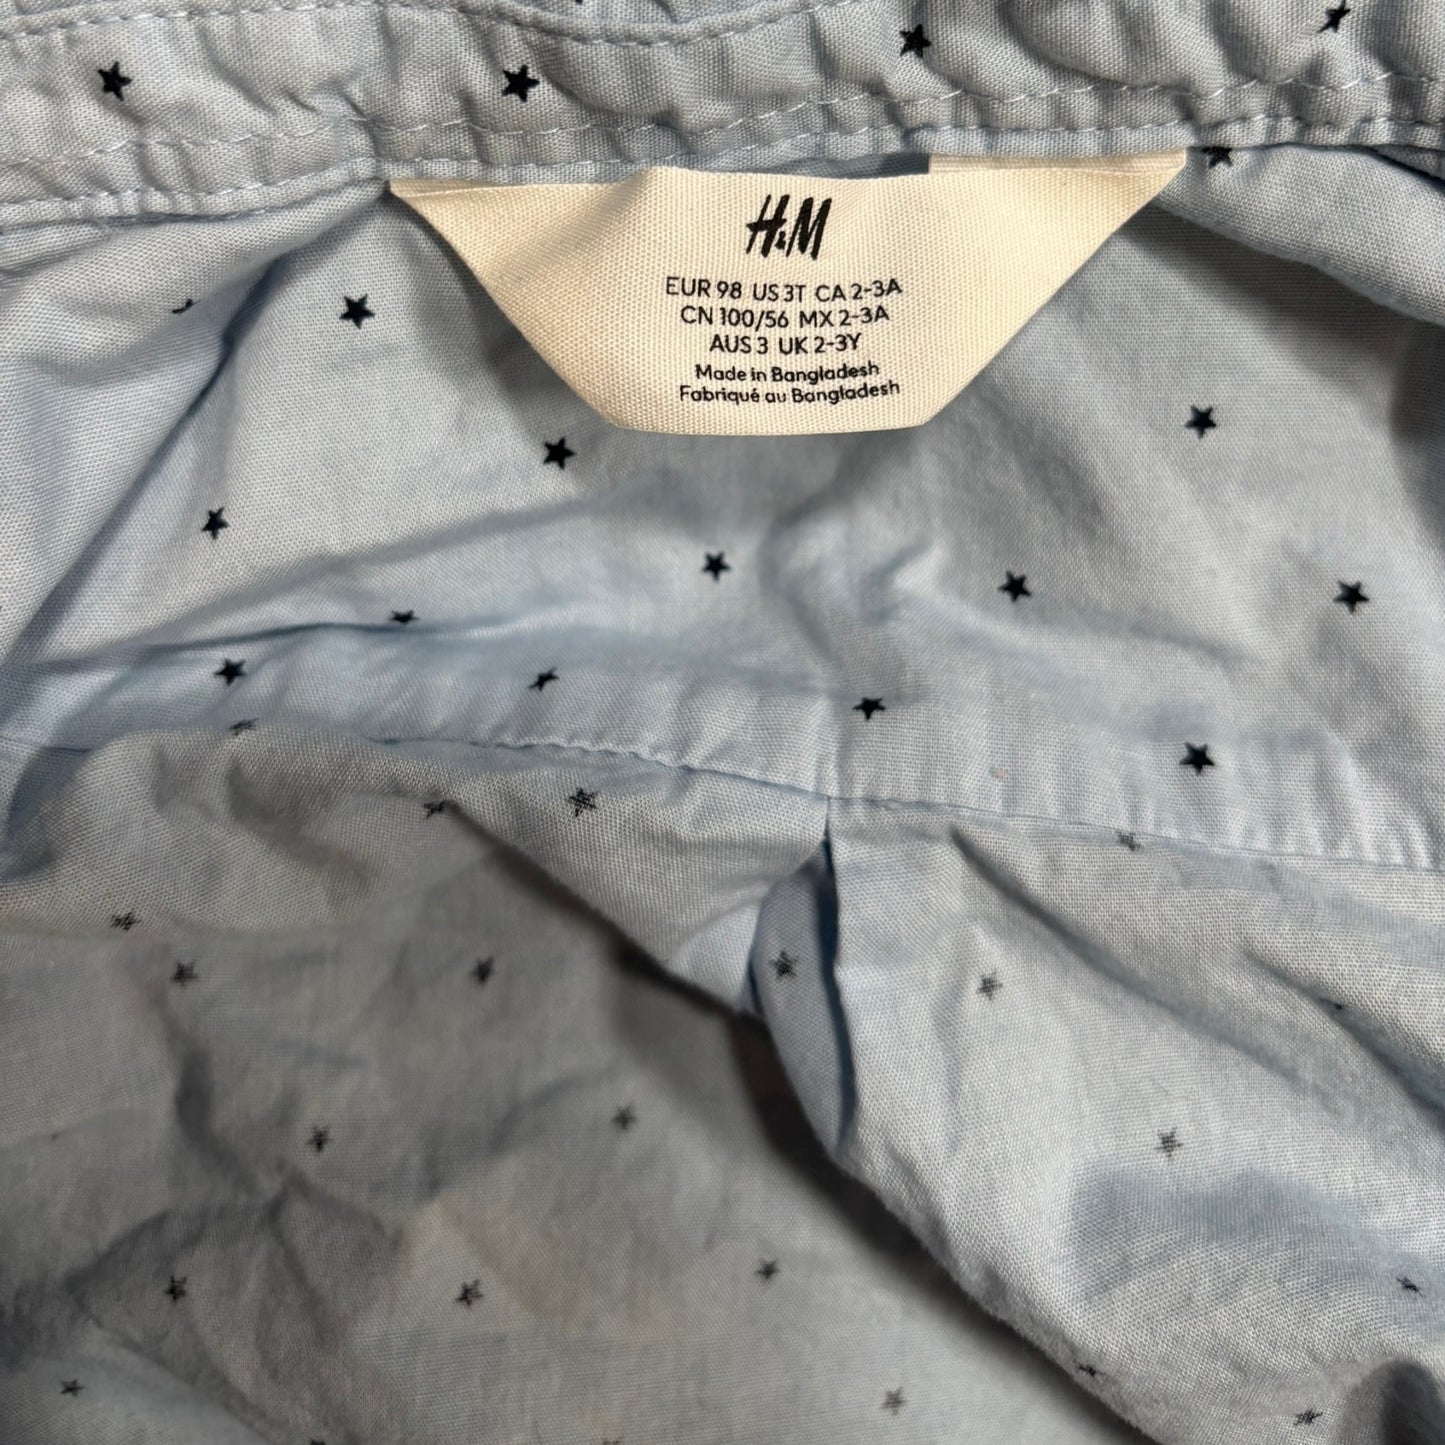 H&M
EUR 98 US 3T CA 2-3A
CN 100/56 MX 2-3A
AUS 3 UK 2-3Y
Made in Bangladesh
Fabriqué au Bangladesh